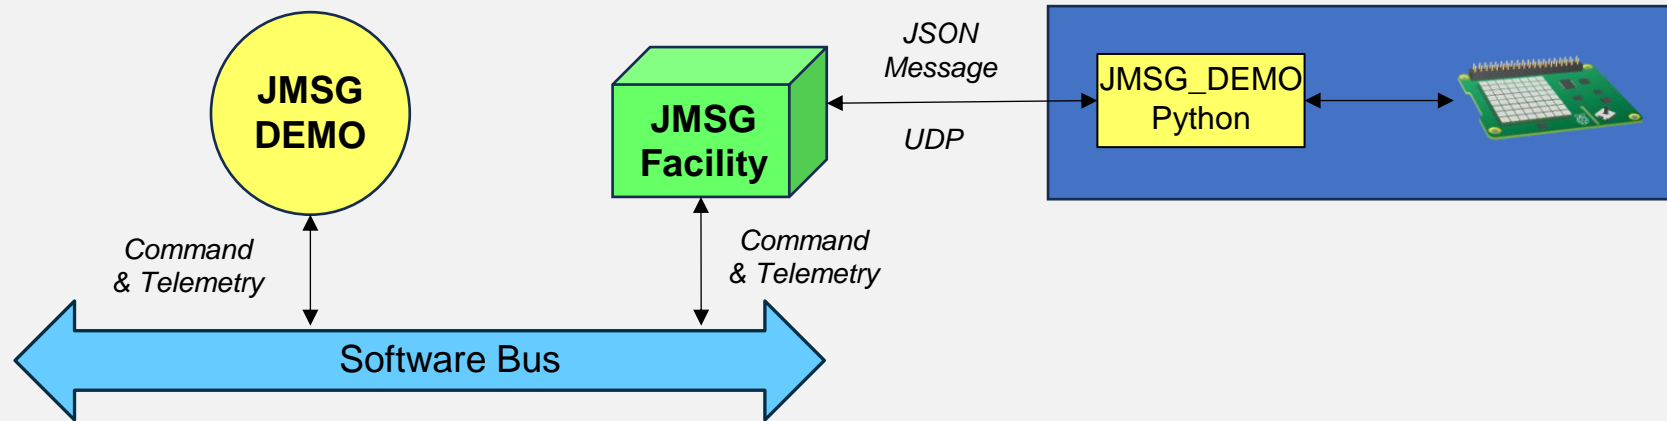 JMSG
DEMO
JMSG
Facility
JSON
Message
UDP
JMSG_DEMO
Python
Command
& Telemetry
Command
& Telemetry
Software Bus